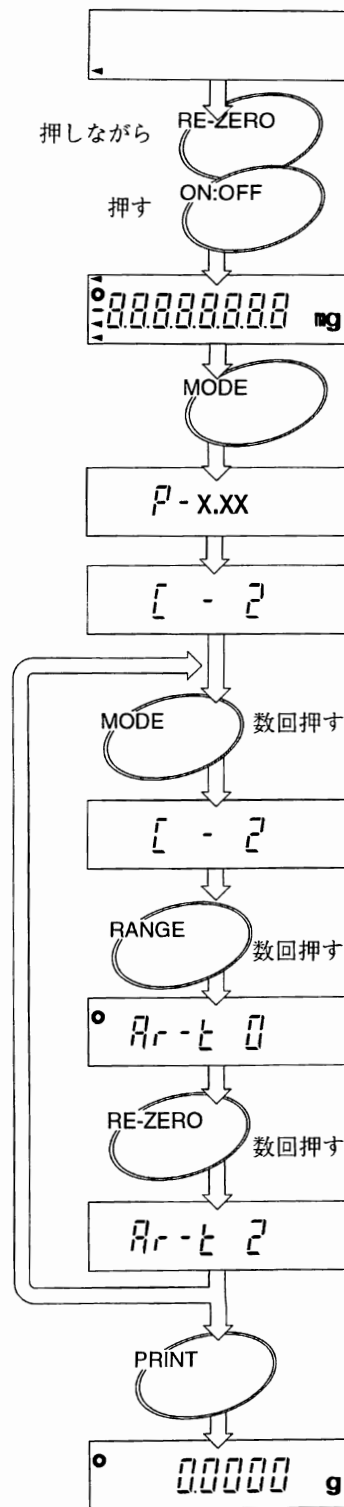 押しながら RE-ZERO
押す ON:OFF
8.8.8.8.8.8.8.8 mg
MODE
P - X.XX
C - 2
MODE 数回押す
C - 2
RANGE 数回押す
Ar-t 0
RE-ZERO 数回押す
Ar-t 2
PRINT
0.0000 g